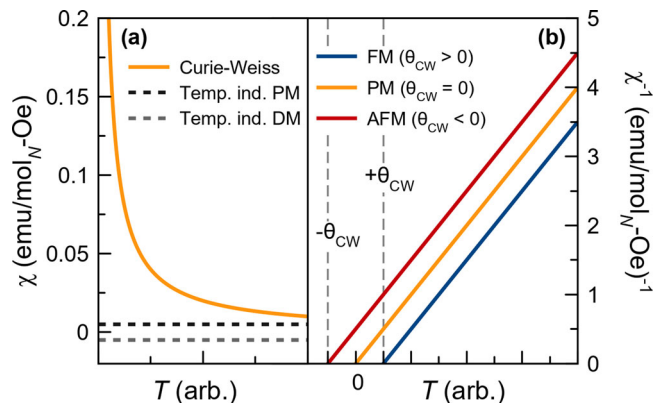 (a)
Curie-Weiss
Temp. ind. PM
Temp. ind. DM
0.2
0.15
0.1
0.05
0
χ (emu/mol_N-Oe)
T (arb.)
(b)
FM (θ_CW > 0)
PM (θ_CW = 0)
AFM (θ_CW < 0)
+θ_CW
-θ_CW
5
4
3
2
1
0
χ^-1 (emu/mol_N-Oe)^-1
0
T (arb.)